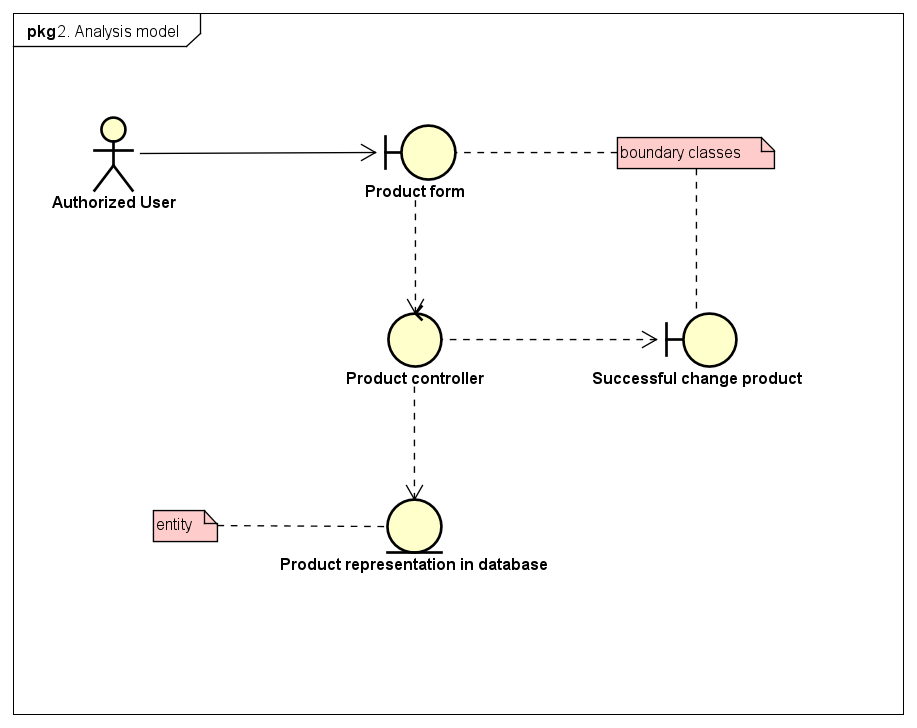 pkg 2. Analysis model
boundary classes
Product form
Authorized User
Product controller
Successful change product
entity
Product representation in database